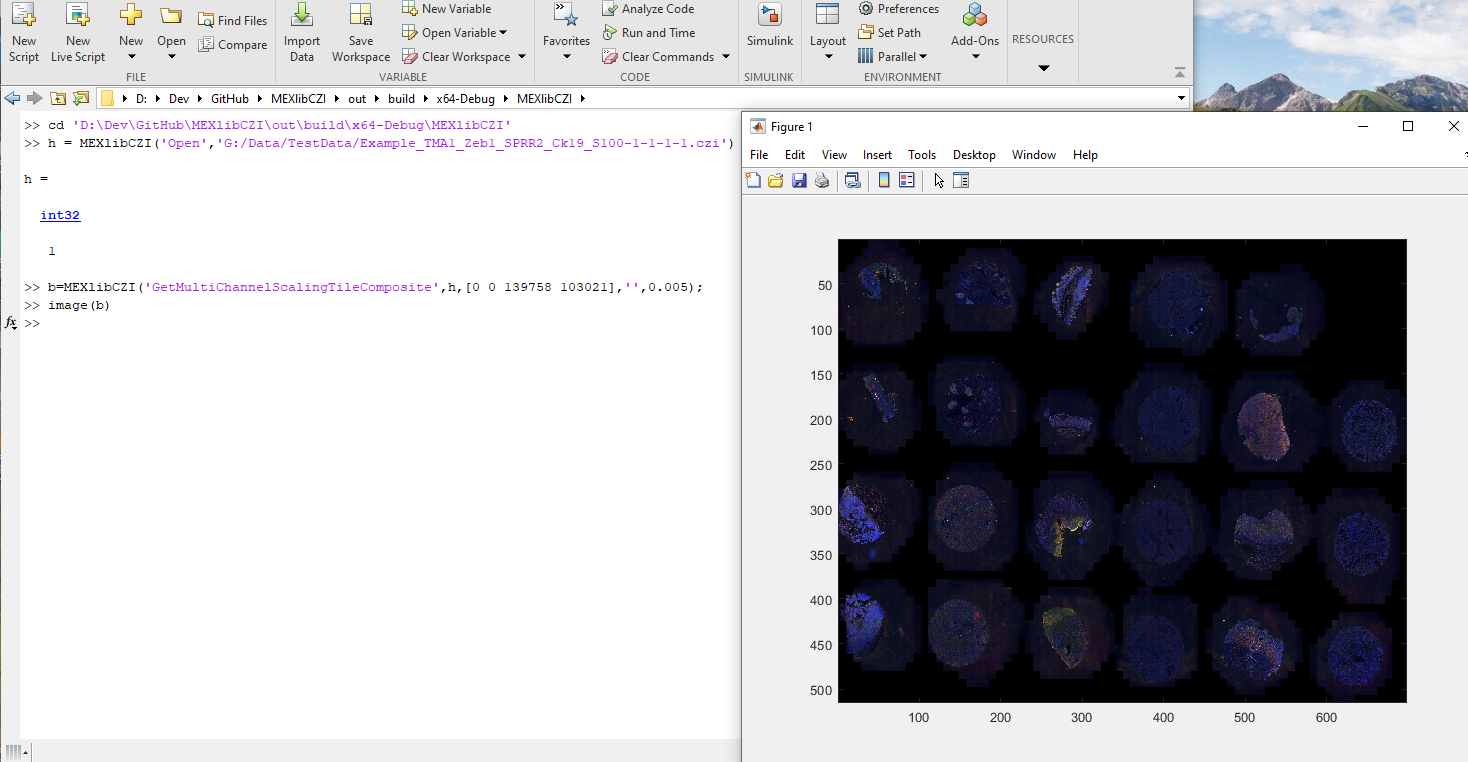 New Script
New Live Script
New
Open
Find Files
Compare
FILE
Import Data
Save Workspace
New Variable
Open Variable
Clear Workspace
VARIABLE
Favorites
Analyze Code
Run and Time
Clear Commands
CODE
Simulink
SIMULINK
Layout
Preferences
Set Path
Parallel
Add-Ons
ENVIRONMENT
RESOURCES
D: Dev GitHub MEXlibCZI out build x64-Debug MEXlibCZI
>> cd 'D:\Dev\GitHub\MEXlibCZI\out\build\x64-Debug\MEXlibCZI'
>> h = MEXlibCZI('Open','G:/Data/TestData/Example_TMA1_Zeb1_SPRR2_Ck19_S100-1-1-1-1.czi')
h =
int32
1
>> b=MEXlibCZI('GetMultiChannelScalingTileComposite',h,[0 0 139758 103021],'',0.005);
>> image(b)
fx >>
Figure 1
File Edit View Insert Tools Desktop Window Help
50
100
150
200
250
300
350
400
450
500
100 200 300 400 500 600